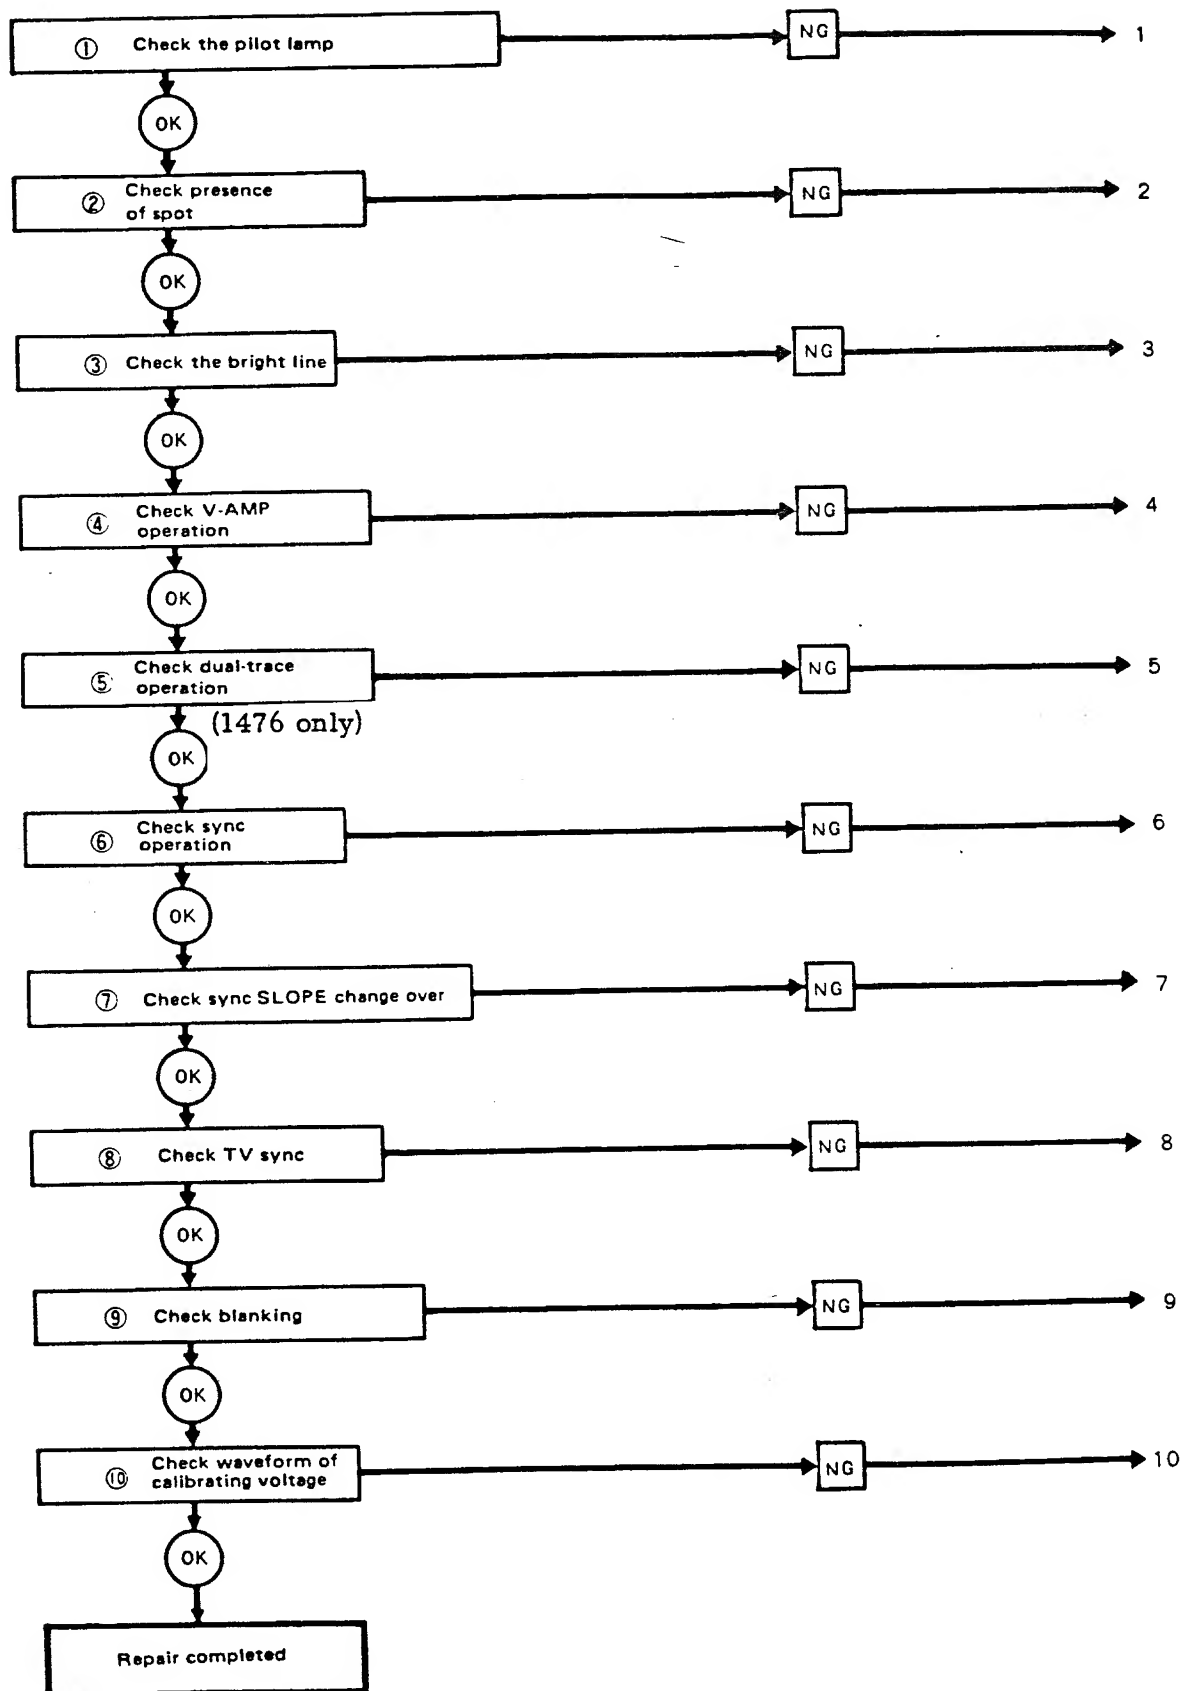 ① Check the pilot lamp NG 1
OK
② Check presence
of spot NG 2
OK
③ Check the bright line NG 3
OK
④ Check V-AMP
operation NG 4
OK
⑤ Check dual-trace
operation NG 5
(1476 only)
OK
⑥ Check sync
operation NG 6
OK
⑦ Check sync SLOPE change over NG 7
OK
⑧ Check TV sync NG 8
OK
⑨ Check blanking NG 9
OK
⑩ Check waveform of
calibrating voltage NG 10
OK
Repair completed